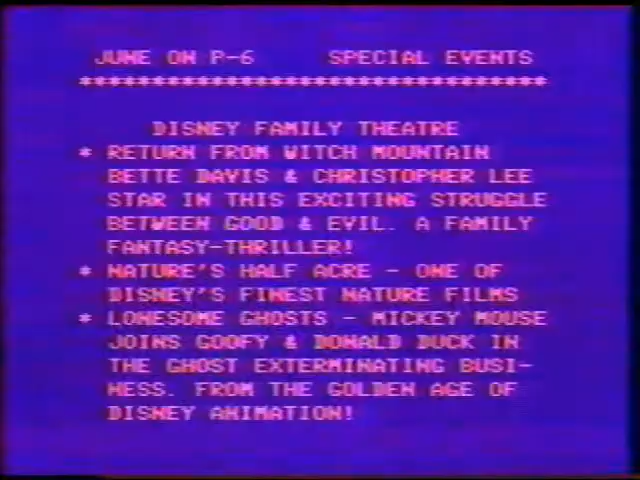 JUNE ON P-6 SPECIAL EVENTS
********************************
DISNEY FAMILY THEATRE
* RETURN FROM WITCH MOUNTAIN
BETTE DAVIS & CHRISTOPHER LEE
STAR IN THIS EXCITING STRUGGLE
BETWEEN GOOD & EVIL. A FAMILY
FANTASY-THRILLER!
* NATURE'S HALF ACRE - ONE OF
DISNEY'S FINEST NATURE FILMS
* LONESOME GHOSTS - MICKEY MOUSE
JOINS GOOFY & DONALD DUCK IN
THE GHOST EXTERMINATING BUSI-
NESS. FROM THE GOLDEN AGE OF
DISNEY ANIMATION!